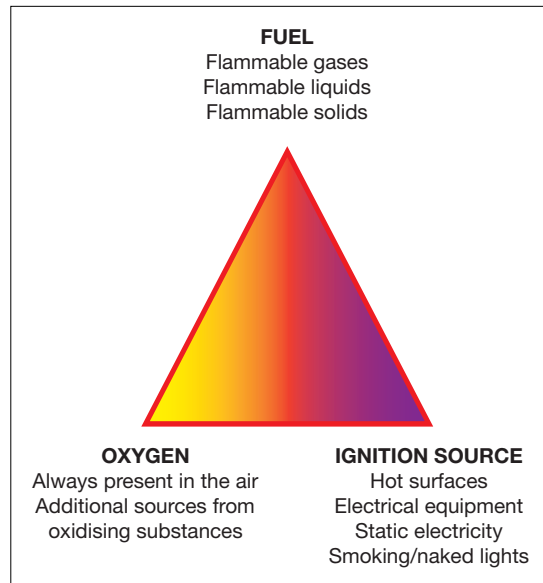 FUEL
Flammable gases
Flammable liquids
Flammable solids
OXYGEN
Always present in the air
Additional sources from
oxidising substances
IGNITION SOURCE
Hot surfaces
Electrical equipment
Static electricity
Smoking/naked lights